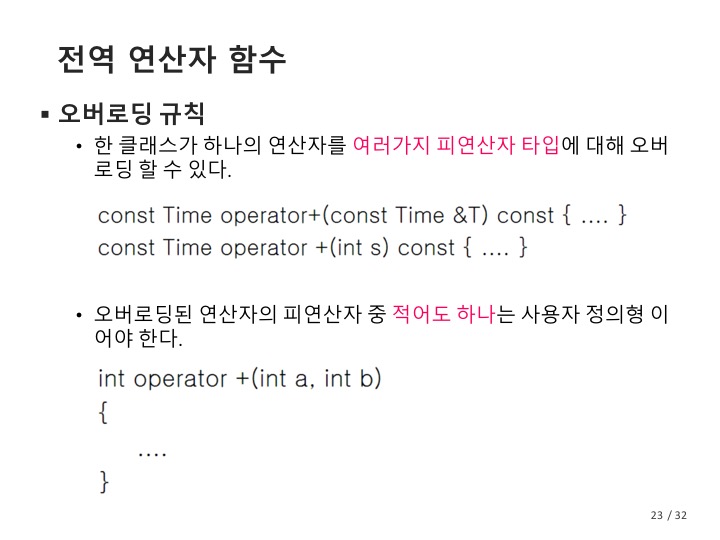 전역 연산자 함수
▪ 오버로딩 규칙
• 한 클래스가 하나의 연산자를 여러가지 피연산자 타입에 대해 오버
로딩 할 수 있다.
const Time operator+(const Time &T) const { .... }
const Time operator +(int s) const { .... }
• 오버로딩된 연산자의 피연산자 중 적어도 하나는 사용자 정의형 이
어야 한다.
int operator +(int a, int b)
{
....
}
23 / 32